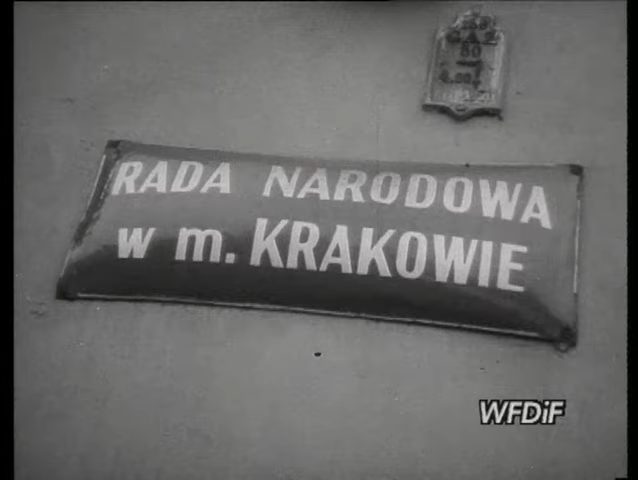 GAZ
80
RADA NARODOWA
w m. KRAKOWIE
WFDiF